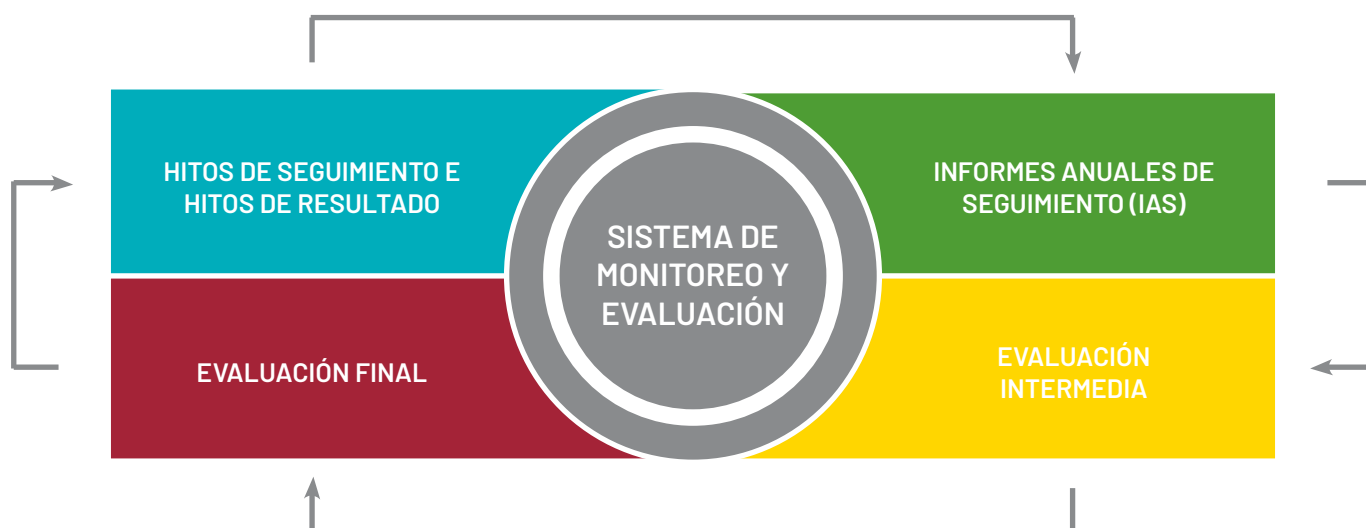 HITOS DE SEGUIMIENTO E
HITOS DE RESULTADO
INFORMES ANUALES DE
SEGUIMIENTO (IAS)
SISTEMA DE
MONITOREO Y
EVALUACIÓN
EVALUACIÓN FINAL
EVALUACIÓN
INTERMEDIA